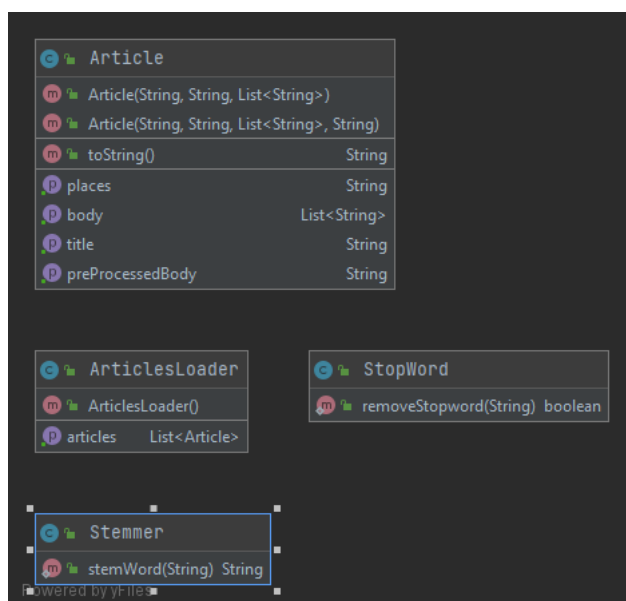 Article
Article(String, String, List<String>)
Article(String, String, List<String>, String)
toString() String
places String
body List<String>
title String
preProcessedBody String
ArticlesLoader
ArticlesLoader()
articles List<Article>
StopWord
removeStopword(String) boolean
Stemmer
stemWord(String) String
Powered by yFiles